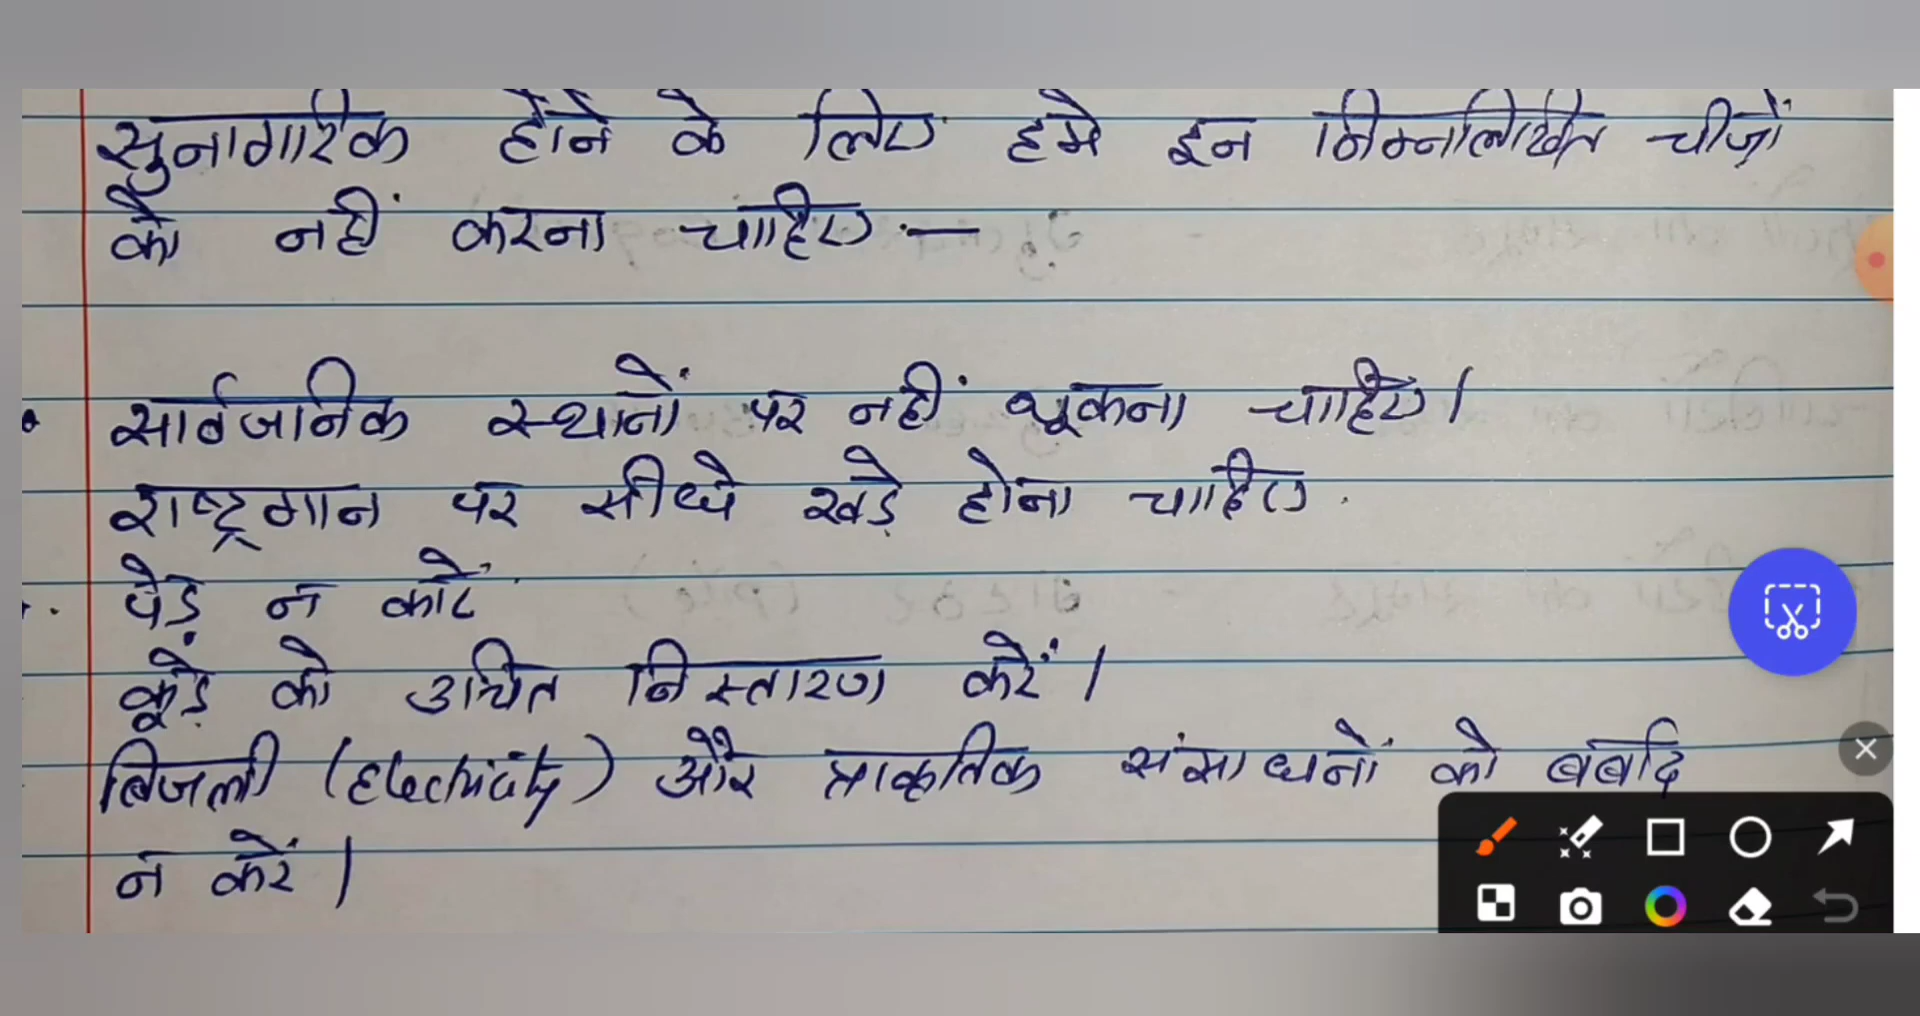 सुनागरिक होने के लिए हमे इन निम्नलिखित चीजों
को नहीं करना चाहिए :—
सार्वजानिक स्थानों पर नहीं थूकना चाहिए।
राष्ट्रगान पर सीधे खड़े होना चाहिए.
पेड़ न काटें
कूड़े को उचित निस्तारण करें।
बिजली (Electricity) और प्राकृतिक संसाधनों को बर्बाद
न करें।